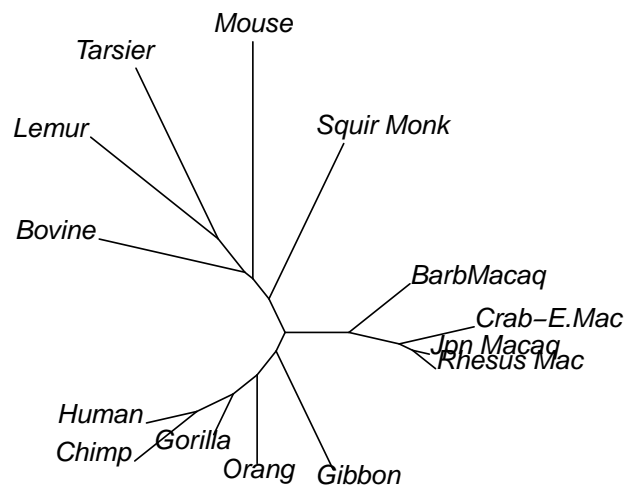 Mouse
Tarsier
Squir Monk
Lemur
Bovine
BarbMacaq
Crab-E.Mac
Jpn Macaq
Rhesus Mac
Human
Gorilla
Chimp
Orang
Gibbon